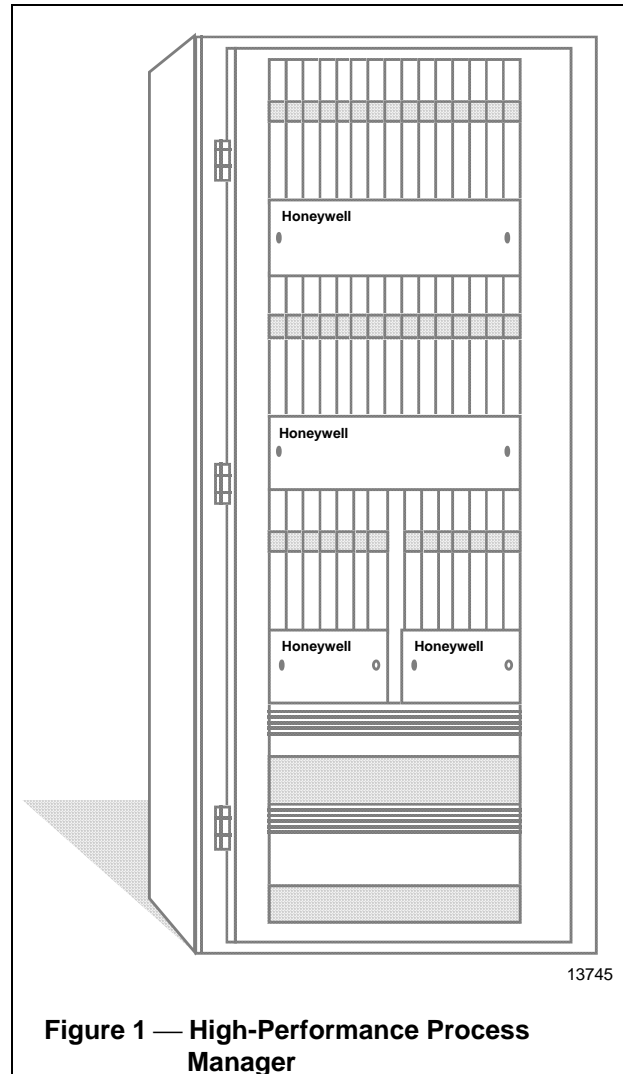 Honeywell
Honeywell
Honeywell Honeywell
13745
Figure 1 — High-Performance Process
Manager